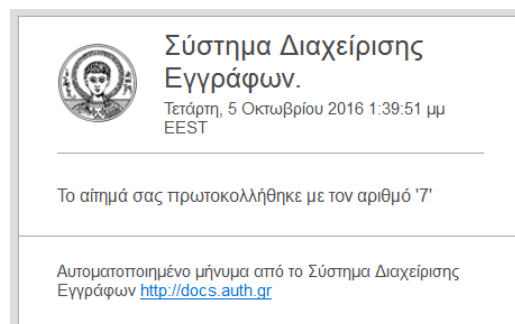 Σύστημα Διαχείρισης
Εγγράφων.
Τετάρτη, 5 Οκτωβρίου 2016 1:39:51 μμ
EEST
Το αίτημά σας πρωτοκολλήθηκε με τον αριθμό '7'
Αυτοματοποιημένο μήνυμα από το Σύστημα Διαχείρισης
Εγγράφων http://docs.auth.gr